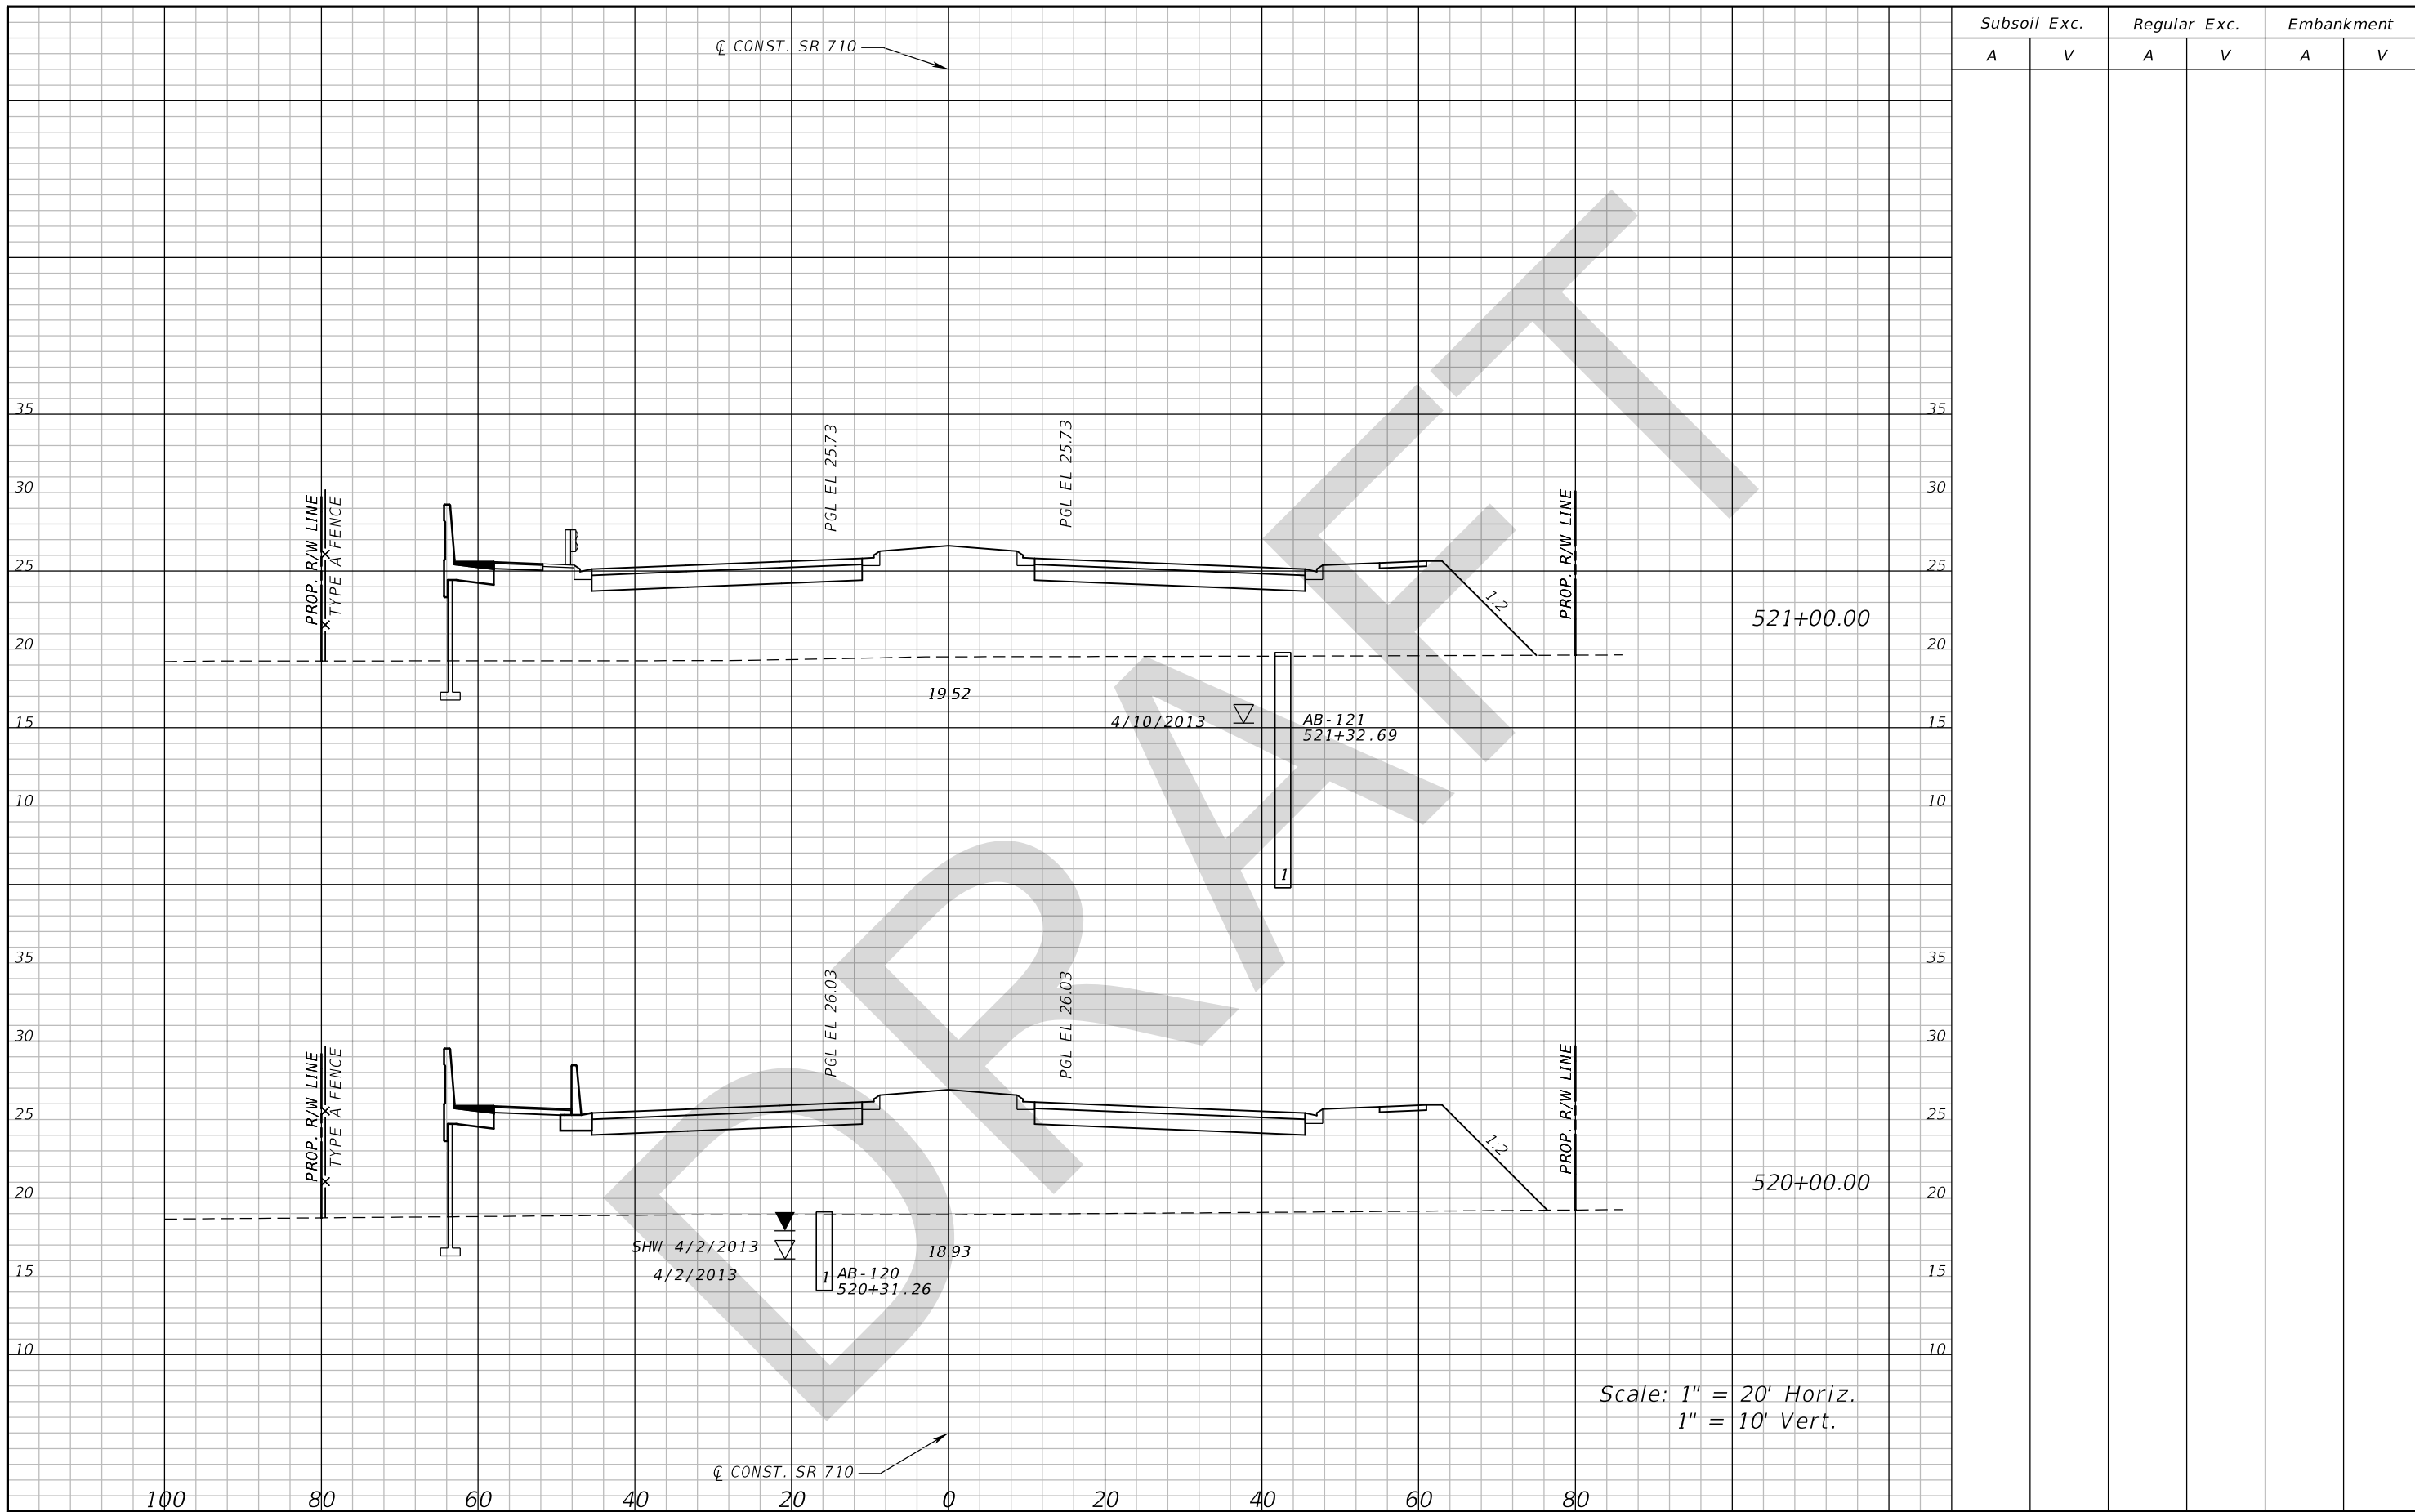 Subsoil Exc. Regular Exc. Embankment
A V A V A V
℄ CONST. SR 710
35 35
PGL EL 25.73 PGL EL 25.73
30 30
PROP. R/W LINE TYPE A FENCE PROP. R/W LINE
25 25
1:2
521+00.00
20 20
19.52
4/10/2013 AB-121
15 15
521+32.69
10 10
1
35 35
PGL EL 26.03 PGL EL 26.03
30 30
PROP. R/W LINE TYPE A FENCE PROP. R/W LINE
25 25
1:2
520+00.00
20 20
SHW 4/2/2013 18.93
15 4/2/2013 1 AB-120 15
520+31.26
10 10
Scale: 1" = 20' Horiz.
1" = 10' Vert.
℄ CONST. SR 710
100 80 60 40 20 0 20 40 60 80
DRAFT